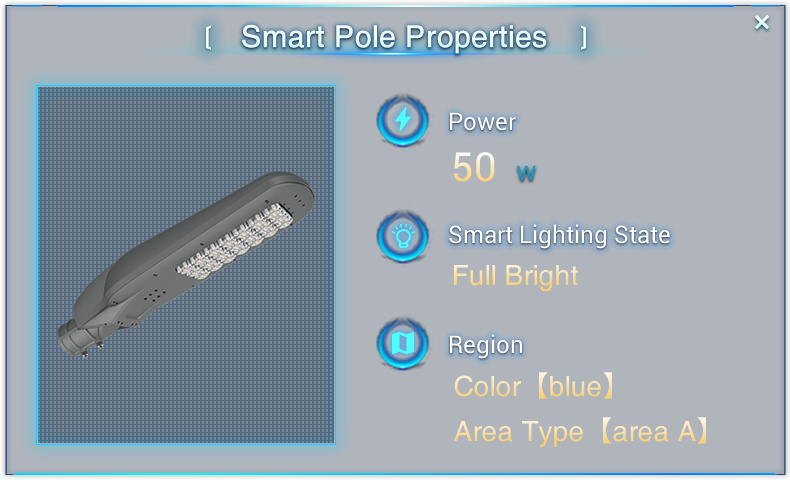 [ Smart Pole Properties ]
Power
50 W
Smart Lighting State
Full Bright
Region
Color【blue】
Area Type【area A】